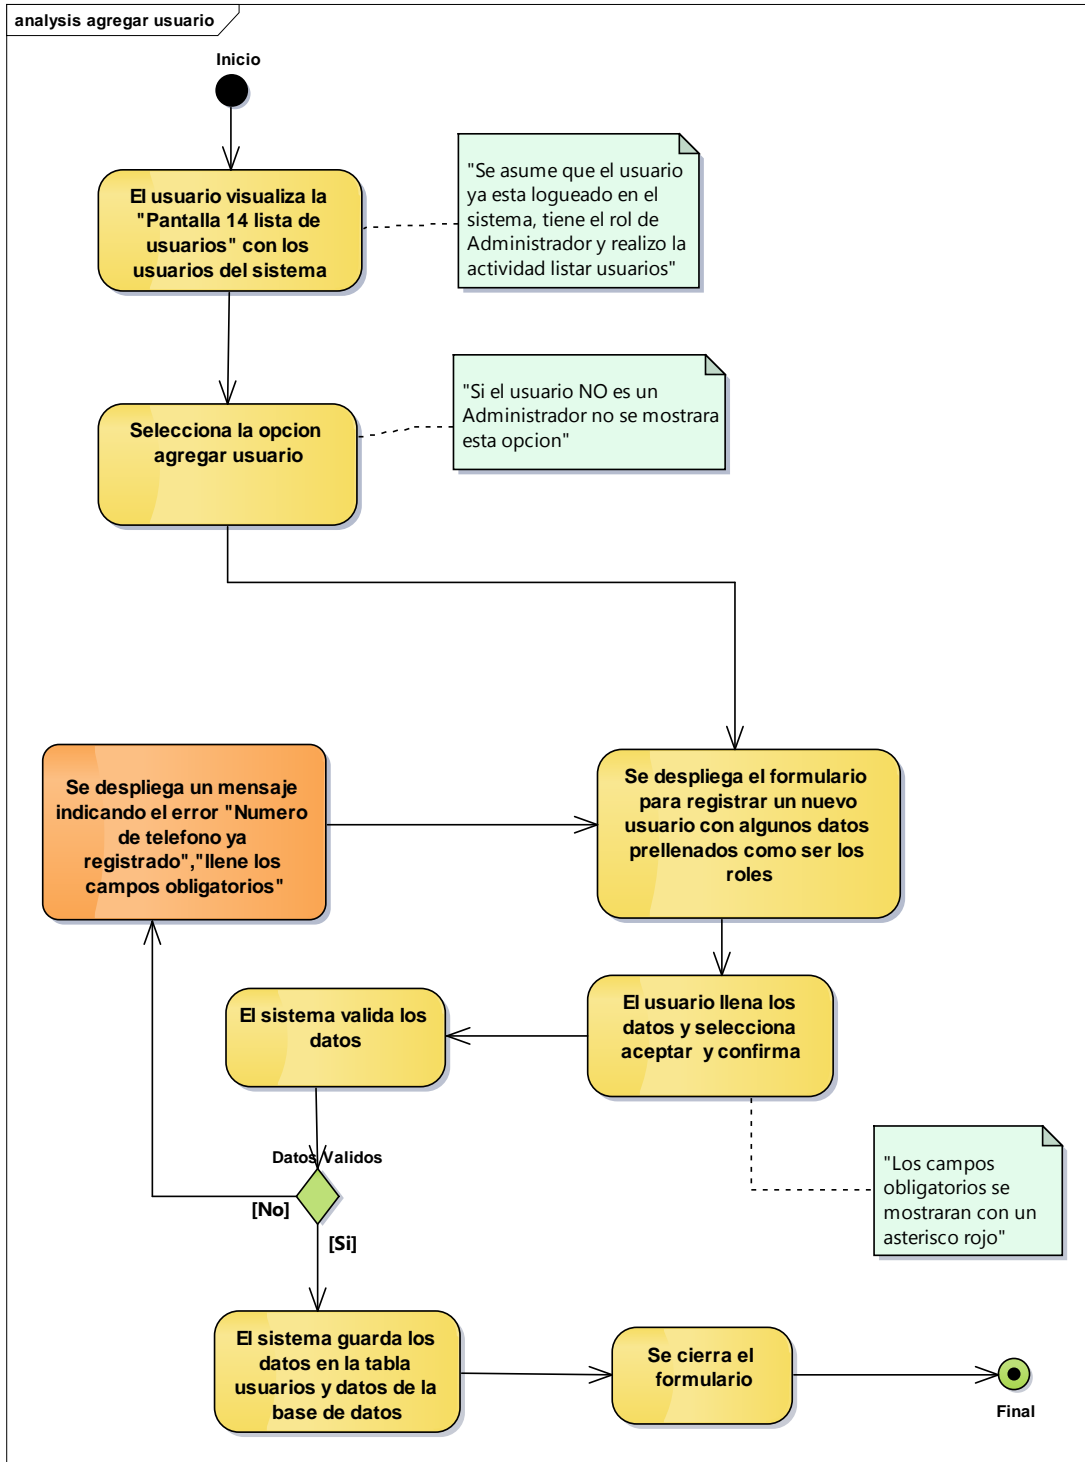 analysis agregar usuario
Inicio
El usuario visualiza la
"Pantalla 14 lista de
usuarios" con los
usuarios del sistema
"Se asume que el usuario
ya esta logueado en el
sistema, tiene el rol de
Administrador y realizo la
actividad listar usuarios"
Selecciona la opcion
agregar usuario
"Si el usuario NO es un
Administrador no se mostrara
esta opcion"
Se despliega un mensaje
indicando el error "Numero
de telefono ya
registrado","llene los
campos obligatorios"
Se despliega el formulario
para registrar un nuevo
usuario con algunos datos
prellenados como ser los
roles
El sistema valida los
datos
El usuario llena los
datos y selecciona
aceptar  y confirma
Datos Validos
[No]
[Si]
"Los campos
obligatorios se
mostraran con un
asterisco rojo"
El sistema guarda los
datos en la tabla
usuarios y datos de la
base de datos
Se cierra el
formulario
Final